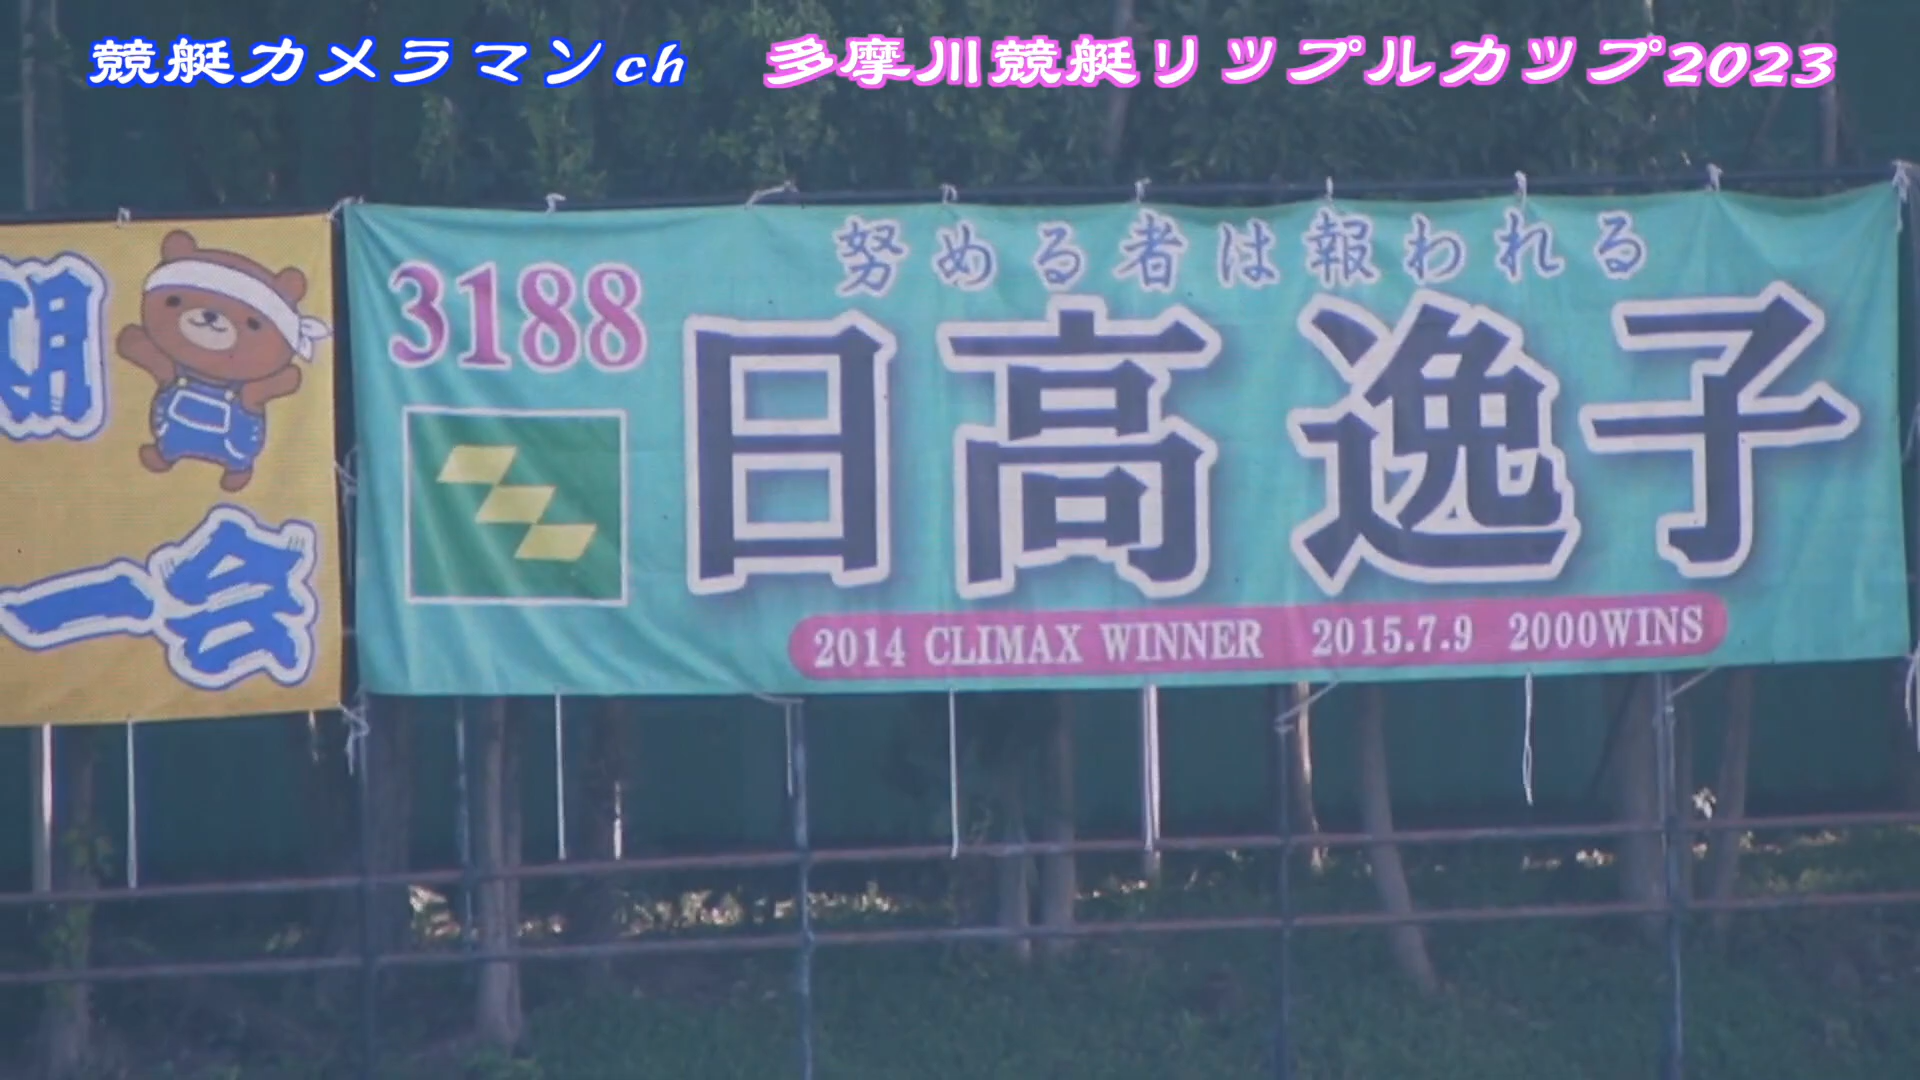 競艇カメラマンch 多摩川競艇リップルカップ2023
努める者は報われる
3188
日高逸子
2014 CLIMAX WINNER 2015.7.9 2000WINS
一会